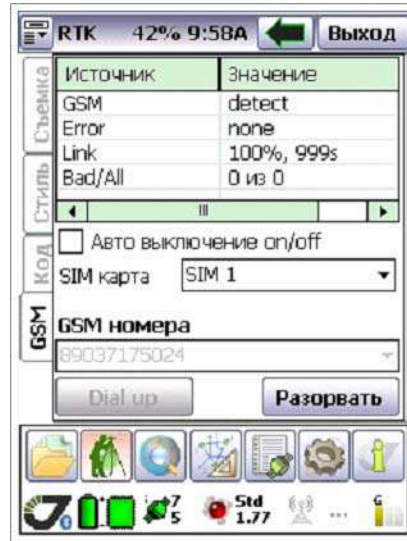 RTK 42% 9:58A Выход
Источник Значение
GSM detect
Error none
Link 100%, 999s
Bad/All 0 из 0
Авто выключение on/off
SIM карта SIM 1
GSM номера
89037175024
Dial up Разорвать
Съемка
Стиль
Код
GSM
7
5
Std
1.77
...
G